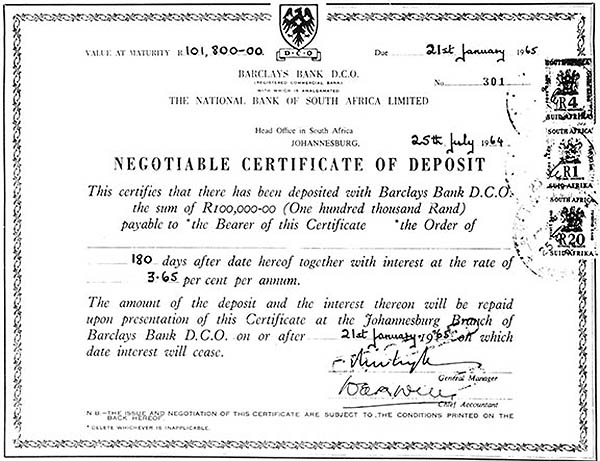 D C O
VALUE AT MATURITY R 101,800-00. Due 21st January 1965
BARCLAYS BANK D.C.O. No. 301
(REGISTERED COMMERCIAL BANK)
WITH WHICH IS AMALGAMATED
THE NATIONAL BANK OF SOUTH AFRICA LIMITED
Head Office in South Africa
JOHANNESBURG. 25th July 1964
NEGOTIABLE CERTIFICATE OF DEPOSIT
This certifies that there has been deposited with Barclays Bank D.C.O.
the sum of R100,000-00 (One hundred thousand Rand)
payable to *the Bearer of this Certificate *the Order of
180 days after date hereof together with interest at the rate of
3.65 per cent per annum.
The amount of the deposit and the interest thereon will be repaid
upon presentation of this Certificate at the Johannesburg Branch of
Barclays Bank D.C.O. on or after 21st January 1965 on which
date interest will cease.
General Manager
Chief Accountant
N.B.—THE ISSUE AND NEGOTIATION OF THIS CERTIFICATE ARE SUBJECT TO THE CONDITIONS PRINTED ON THE
BACK HEREOF.
* DELETE WHICHEVER IS INAPPLICABLE.
SOUTH AFRICA
R4
SUID AFRIKA
SOUTH AFRICA
R1
SUID-AFRIKA
SOUTH AFRICA
R20
SUID AFRIKA